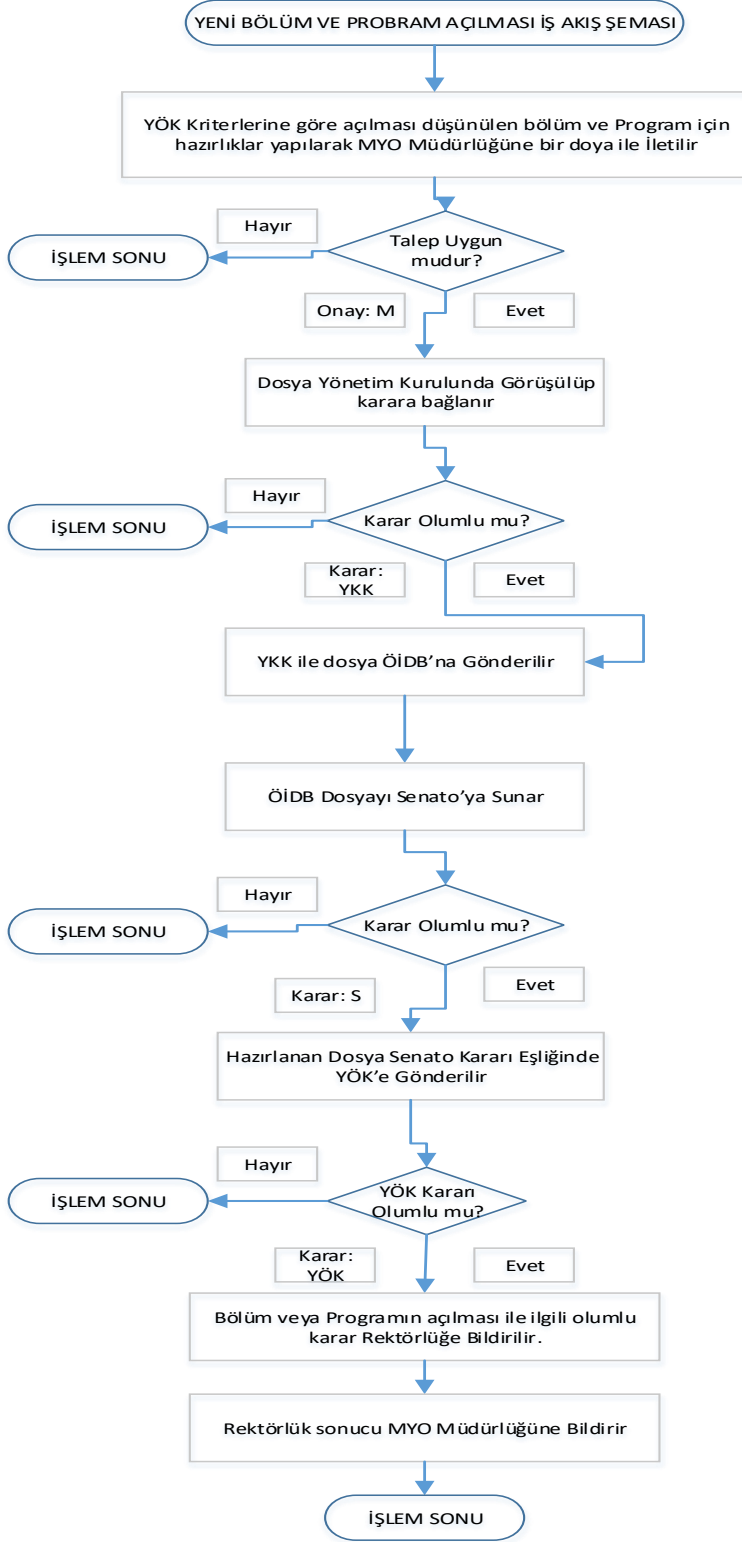 YENİ BÖLÜM VE PROBRAM AÇILMASI İŞ AKIŞ ŞEMASI
YÖK Kriterlerine göre açılması düşünülen bölüm ve Program için
hazırlıklar yapılarak MYO Müdürlüğüne bir doya ile İletilir
Hayır
Talep Uygun
mudur?
İŞLEM SONU
Onay: M
Evet
Dosya Yönetim Kurulunda Görüşülüp
karara bağlanır
Hayır
Karar Olumlu mu?
İŞLEM SONU
Karar:
YKK
Evet
YKK ile dosya ÖİDB’na Gönderilir
ÖİDB Dosyayı Senato’ya Sunar
Hayır
Karar Olumlu mu?
İŞLEM SONU
Karar: S
Evet
Hazırlanan Dosya Senato Kararı Eşliğinde
YÖK’e Gönderilir
Hayır
YÖK Kararı
Olumlu mu?
İŞLEM SONU
Karar:
YÖK
Evet
Bölüm veya Programın açılması ile ilgili olumlu
karar Rektörlüğe Bildirilir.
Rektörlük sonucu MYO Müdürlüğüne Bildirir
İŞLEM SONU